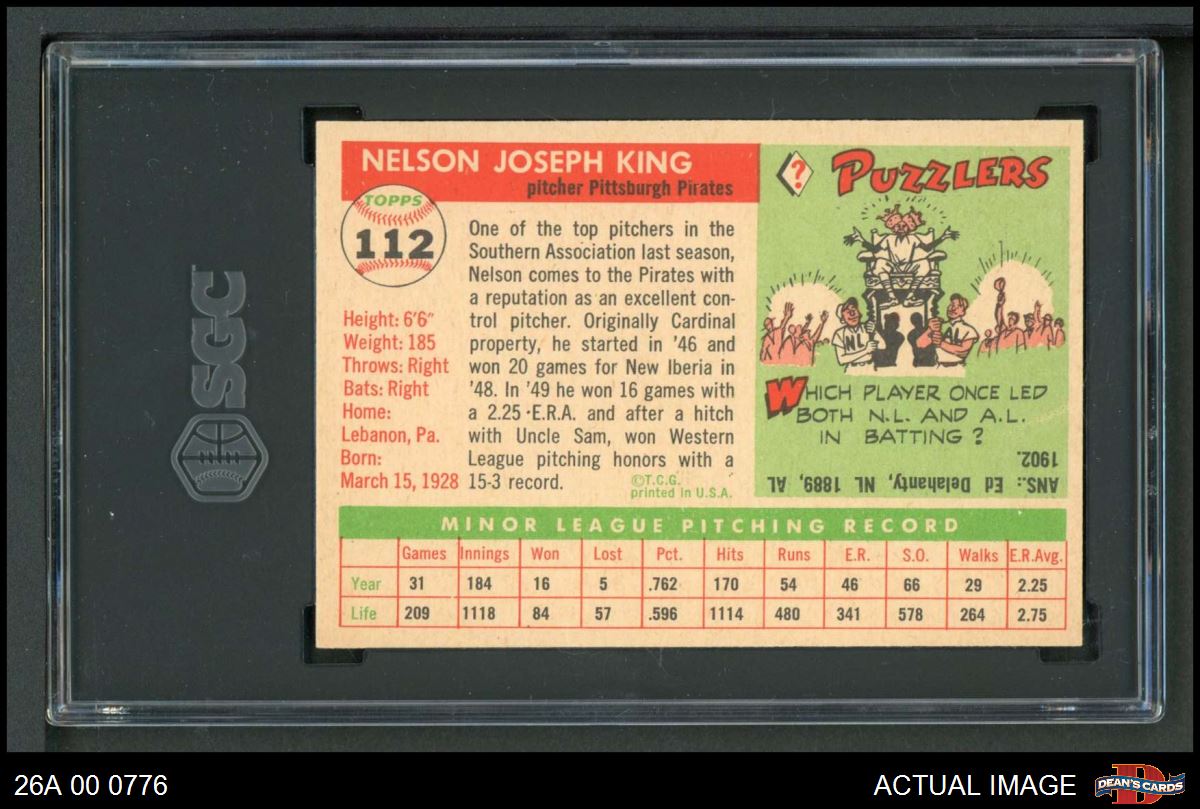 SGC
NELSON JOSEPH KING
pitcher Pittsburgh Pirates
TOPPS
112
One of the top pitchers in the
Southern Association last season,
Nelson comes to the Pirates with
a reputation as an excellent con-
trol pitcher. Originally Cardinal
property, he started in '46 and
won 20 games for New Iberia in
'48. In '49 he won 16 games with
a 2.25 ·E.R.A. and after a hitch
with Uncle Sam, won Western
League pitching honors with a
15-3 record.
©T.C.G.
printed in U.S.A.
Height: 6'6"
Weight: 185
Throws: Right
Bats: Right
Home:
Lebanon, Pa.
Born:
March 15, 1928
?
PUZZLERS
NL
AL
WHICH PLAYER ONCE LED
BOTH N.L. AND A.L.
IN BATTING ?
ANS.: Ed Delahanty, NL 1889, AL
1902.
MINOR LEAGUE PITCHING RECORD
Games Innings Won Lost Pct. Hits Runs E.R. S.O. Walks E.R.Avg.
Year 31 184 16 5 .762 170 54 46 66 29 2.25
Life 209 1118 84 57 .596 1114 480 341 578 264 2.75
26A 00 0776
ACTUAL IMAGE
D
DEAN'S CARDS